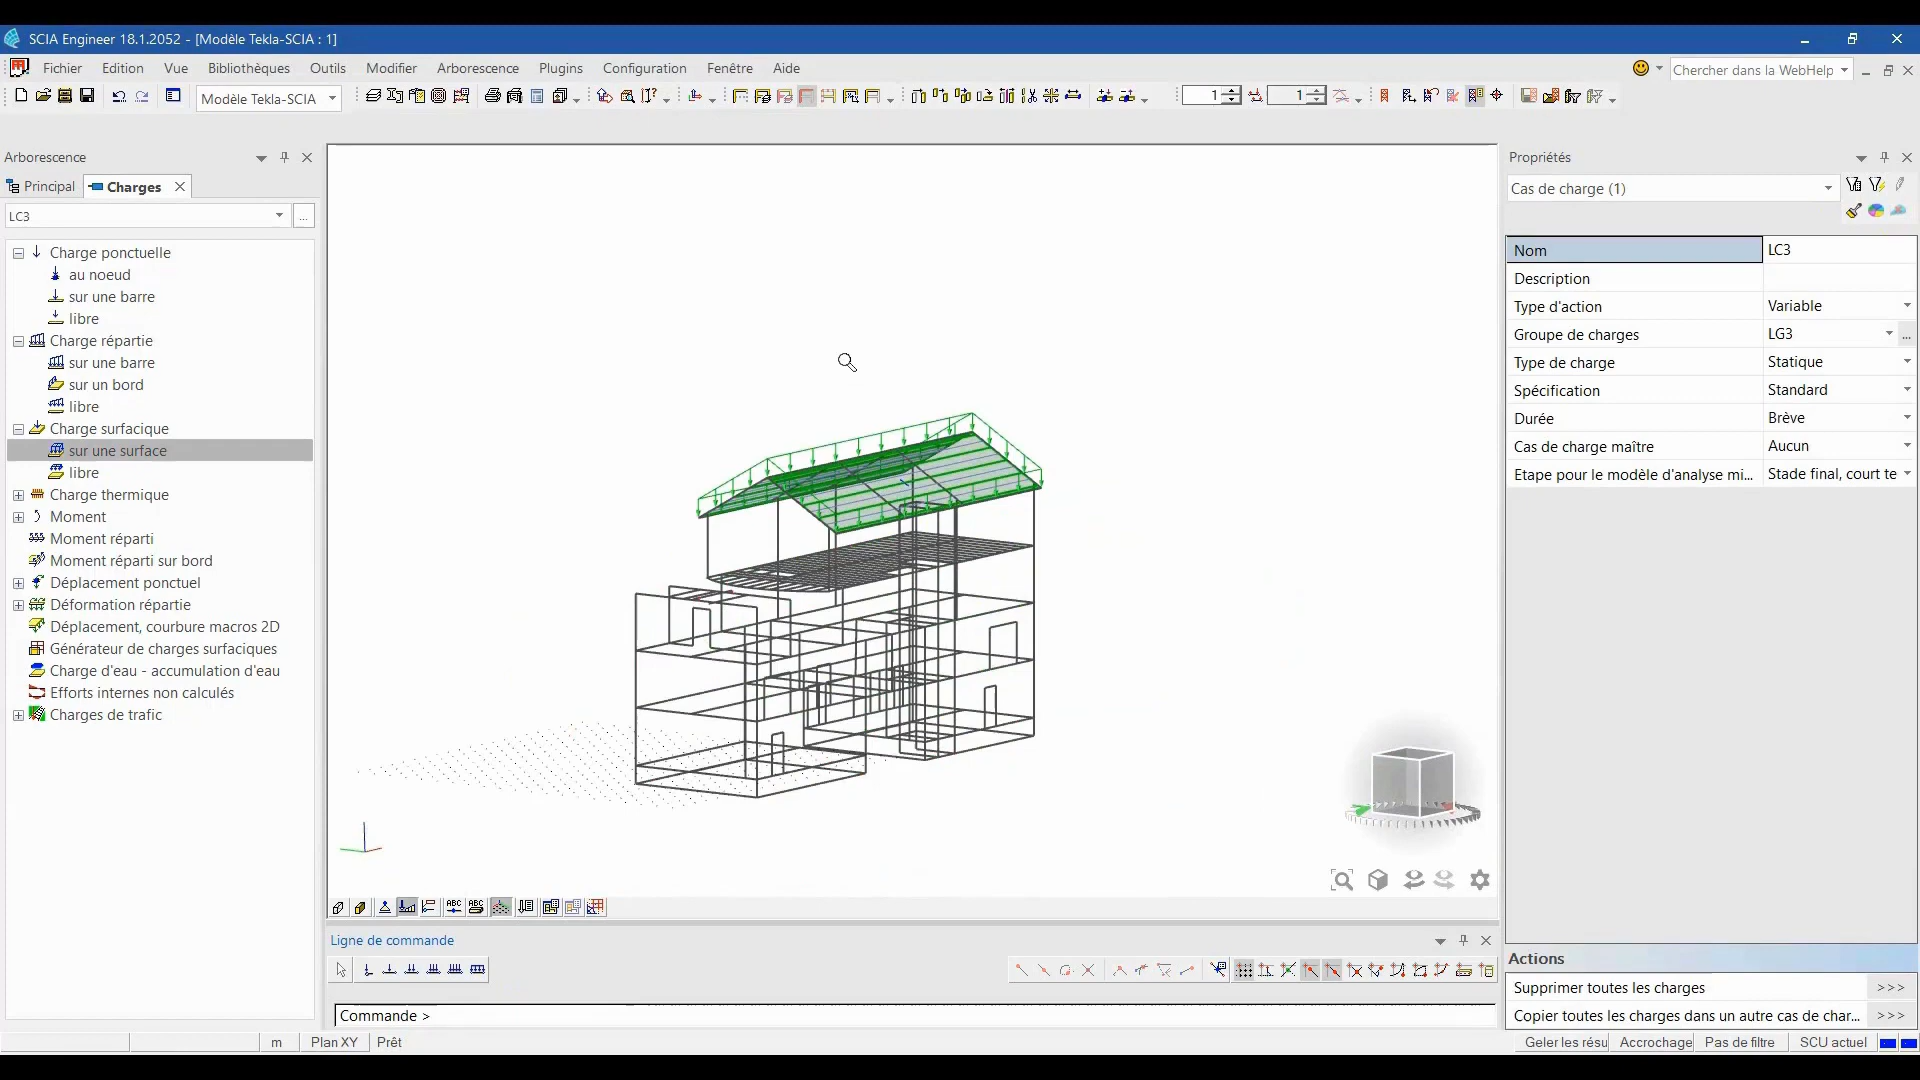 SCIA Engineer 18.1.2052 - [Modèle Tekla-SCIA : 1]
Fichier Edition Vue Bibliothèques Outils Modifier Arborescence Plugins Configuration Fenêtre Aide
Chercher dans la WebHelp
Modèle Tekla-SCIA
1 1
Arborescence
Principal Charges
LC3
...
Charge ponctuelle
au noeud
sur une barre
libre
Charge répartie
sur une barre
sur un bord
libre
Charge surfacique
sur une surface
libre
Charge thermique
Moment
Moment réparti
Moment réparti sur bord
Déplacement ponctuel
Déformation répartie
Déplacement, courbure macros 2D
Générateur de charges surfaciques
Charge d'eau - accumulation d'eau
Efforts internes non calculés
Charges de trafic
Propriétés
Cas de charge (1)
Nom LC3
Description
Type d'action Variable
Groupe de charges LG3 ...
Type de charge Statique
Spécification Standard
Durée Brève
Cas de charge maître Aucun
Etape pour le modèle d'analyse mi... Stade final, court te
Actions
Supprimer toutes les charges >>>
Copier toutes les charges dans un autre cas de char... >>>
ABC ABC
Ligne de commande
Commande >
m Plan XY Prêt
Geler les résu Accrochage Pas de filtre SCU actuel